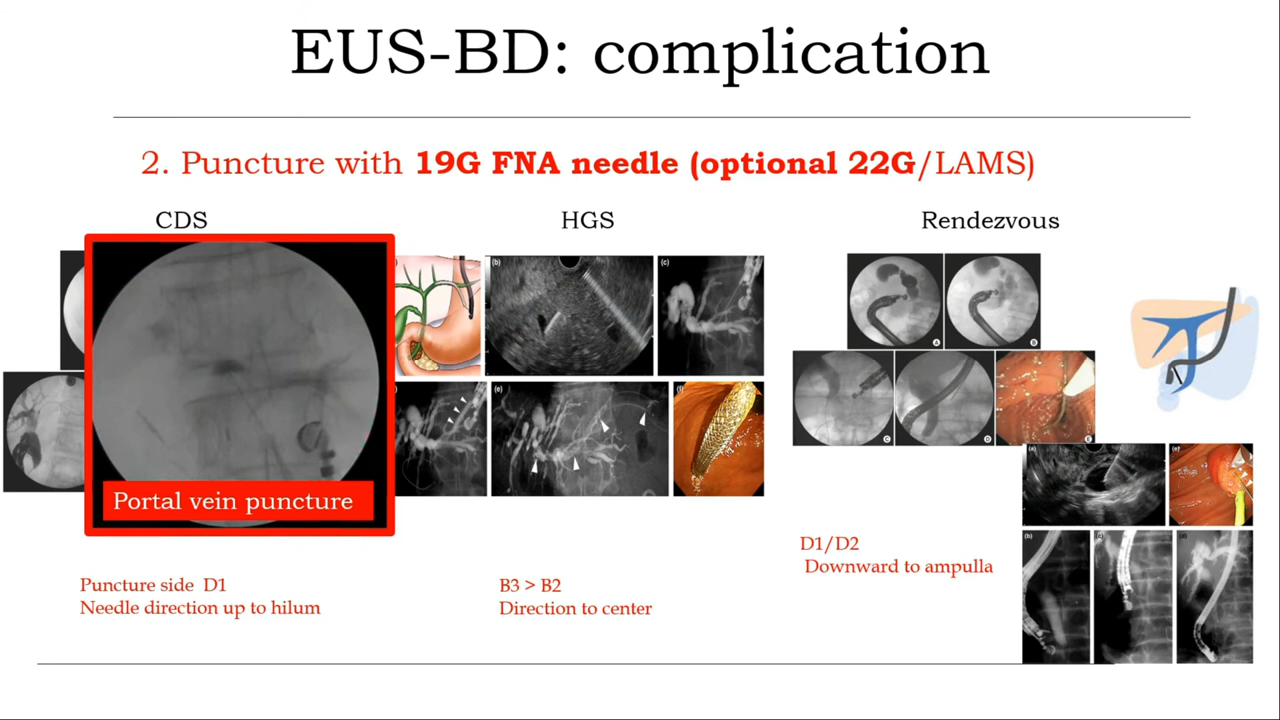 EUS-BD: complication
2. Puncture with 19G FNA needle (optional 22G/LAMS)
CDS
HGS
Rendezvous
(b)
(c)
A
B
(e)
(f)
C
D
E
Portal vein puncture
(a)
(e)
(b)
(c)
(d)
Puncture side D1
Needle direction up to hilum
B3 > B2
Direction to center
D1/D2
Downward to ampulla